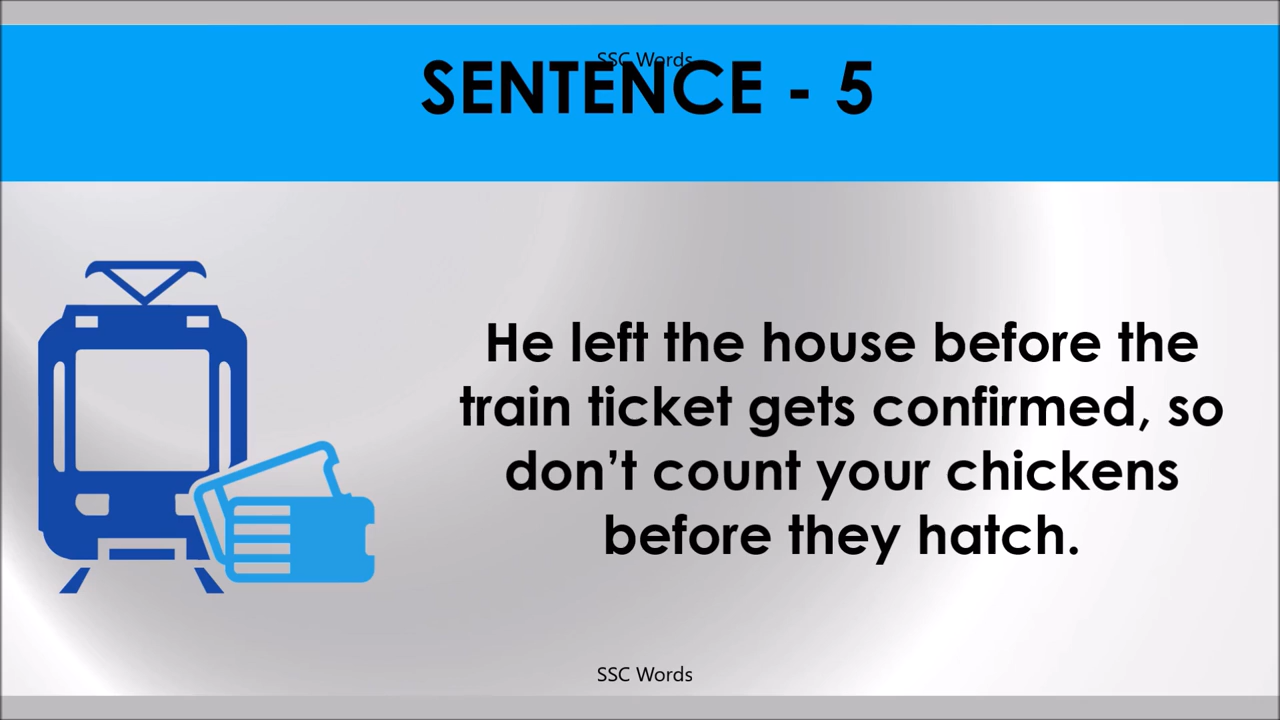 SSC Words
SENTENCE - 5
He left the house before the
train ticket gets confirmed, so
don’t count your chickens
before they hatch.
SSC Words